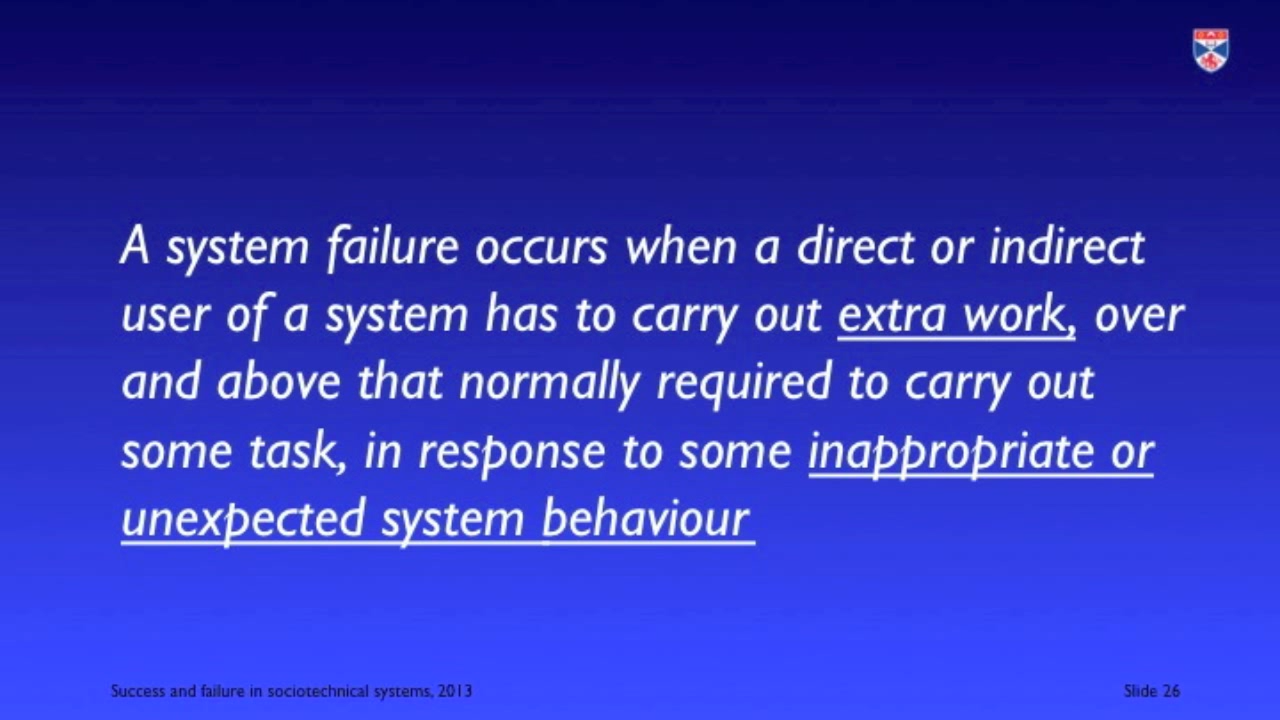 A system failure occurs when a direct or indirect
user of a system has to carry out extra work, over
and above that normally required to carry out
some task, in response to some inappropriate or
unexpected system behaviour
Success and failure in sociotechnical systems, 2013
Slide 26